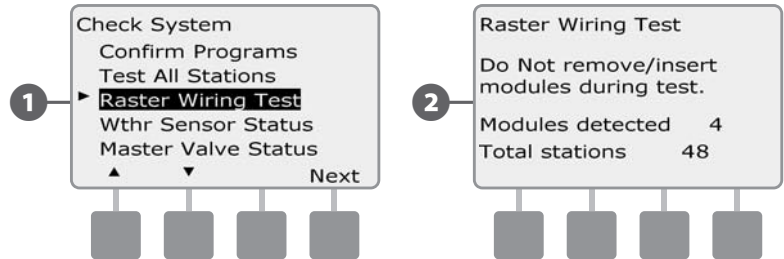 1
Check System
Confirm Programs
Test All Stations
► Raster Wiring Test
Wthr Sensor Status
Master Valve Status
▲ ▼ Next
2
Raster Wiring Test
Do Not remove/insert
modules during test.
Modules detected 4
Total stations 48